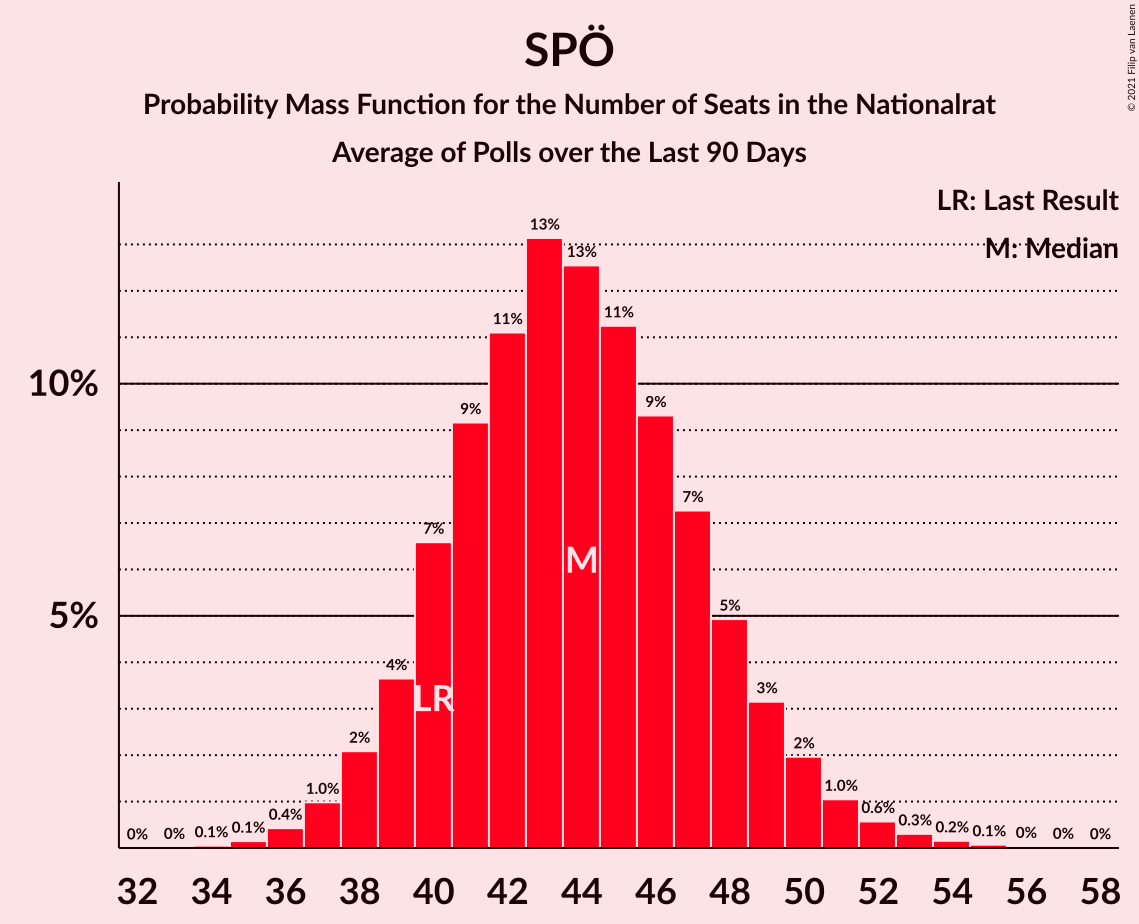 © 2021 Filip van Laenen
SPÖ
Probability Mass Function for the Number of Seats in the Nationalrat
Average of Polls over the Last 90 Days
LR: Last Result
M: Median
10%
5%
0% 0% 0.1% 0.1% 0.4% 1.0% 2% 4% 7% 9% 11% 13% 13% 11% 9% 7% 5% 3% 2% 1.0% 0.6% 0.3% 0.2% 0.1% 0% 0% 0%
M
LR
32 34 36 38 40 42 44 46 48 50 52 54 56 58